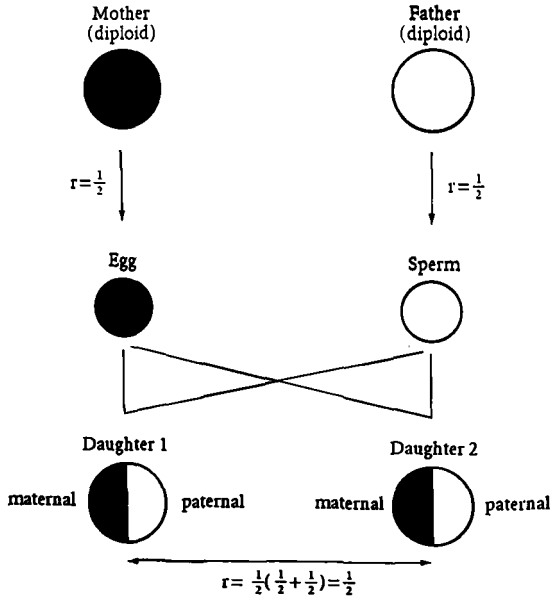 Mother
(diploid)
Father
(diploid)
r=1/2
r=1/2
Egg
Sperm
Daughter 1
Daughter 2
maternal
paternal
maternal
paternal
r= 1/2(1/2+1/2)=1/2